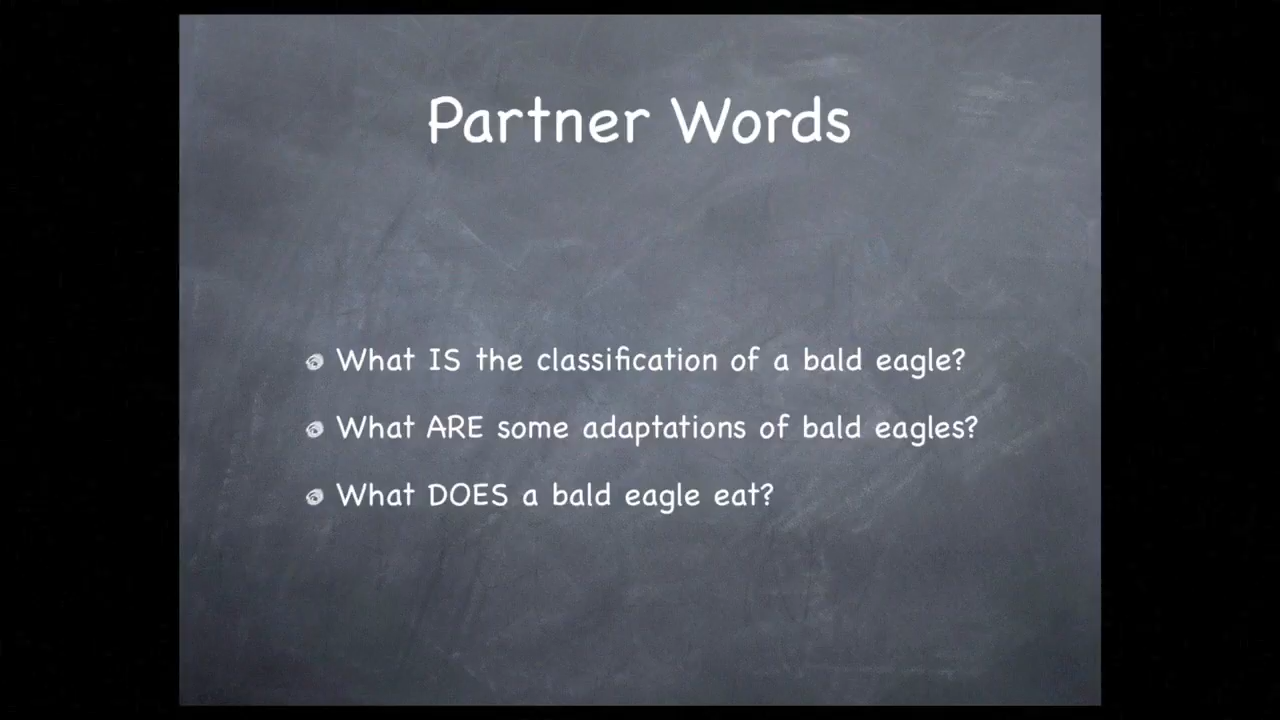 Partner Words
What IS the classification of a bald eagle?
What ARE some adaptations of bald eagles?
What DOES a bald eagle eat?